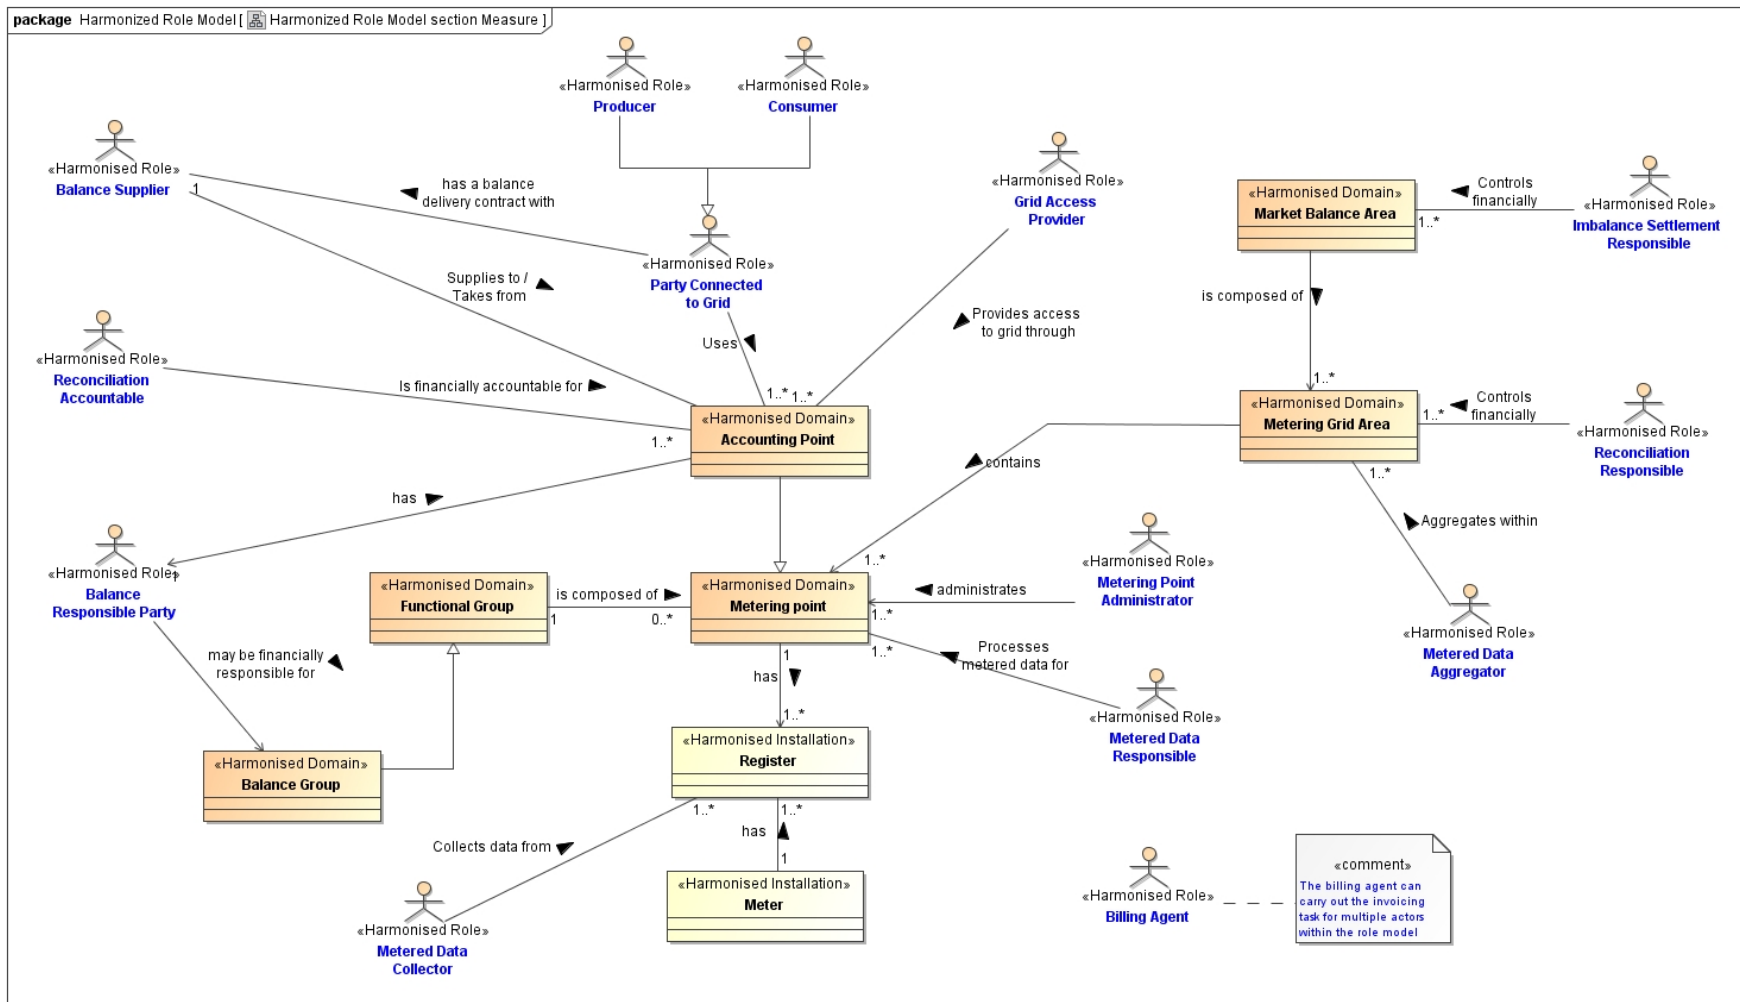 package Harmonized Role Model [ Harmonized Role Model section Measure ]
«Harmonised Role»
Producer
«Harmonised Role»
Consumer
«Harmonised Role»
Balance Supplier
1
has a balance
delivery contract with
«Harmonised Role»
Grid Access
Provider
«Harmonised Domain»
Market Balance Area
1..*
Controls
financially
«Harmonised Role»
Imbalance Settlement
Responsible
«Harmonised Role»
Party Connected
to Grid
Supplies to /
Takes from
is composed of
Provides access
to grid through
Uses
«Harmonised Role»
Reconciliation
Accountable
Is financially accountable for
1..*
1..*
1..*
1..*
«Harmonised Domain»
Accounting Point
«Harmonised Domain»
Metering Grid Area
1..*
Controls
financially
«Harmonised Role»
Reconciliation
Responsible
contains
1..*
has
Aggregates within
«Harmonised Role»
1
Balance
Responsible Party
«Harmonised Domain»
Functional Group
is composed of
1
0..*
1..*
«Harmonised Domain»
Metering point
administrates
1..*
«Harmonised Role»
Metering Point
Administrator
«Harmonised Role»
Metered Data
Aggregator
may be financially
responsible for
1
has
1..*
1..*
Processes
metered data for
«Harmonised Role»
Metered Data
Responsible
«Harmonised Domain»
Balance Group
«Harmonised Installation»
Register
1..*
1..*
has
1
Collects data from
«Harmonised Installation»
Meter
«Harmonised Role»
Metered Data
Collector
«Harmonised Role»
Billing Agent
«comment»
The billing agent can
carry out the invoicing
task for multiple actors
within the role model